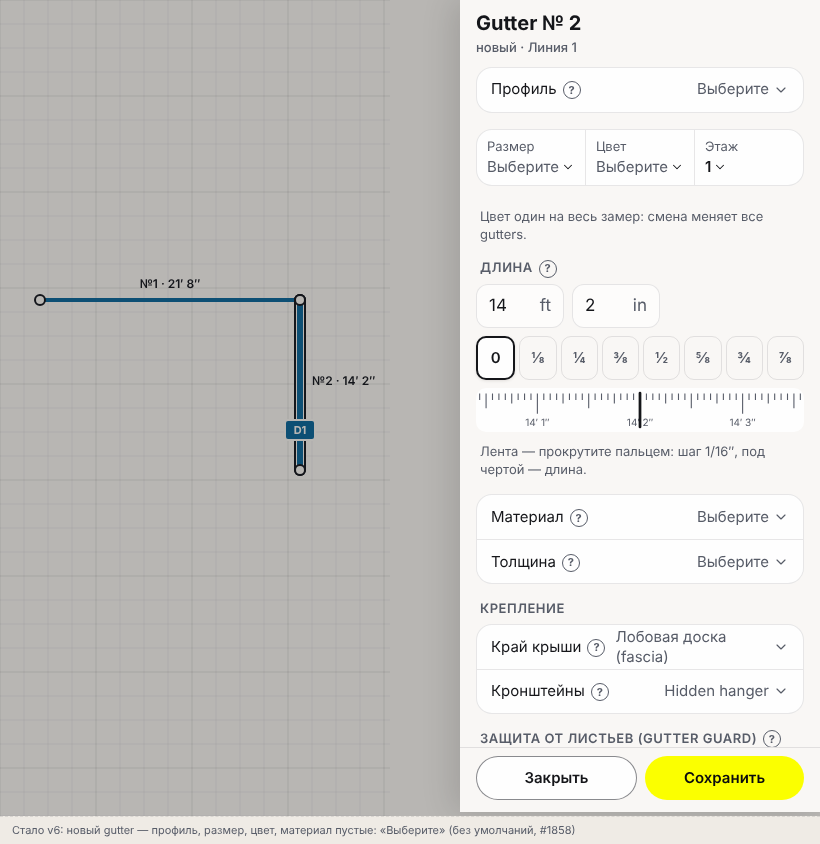 Gutter № 2
новый · Линия 1
Профиль ? Выберите
Размер Цвет Этаж
Выберите Выберите 1
Цвет один на весь замер: смена меняет все
gutters.
ДЛИНА ?
14 ft 2 in
0 ⅛ ¼ ⅜ ½ ⅝ ¾ ⅞
14′ 1″ 14′ 2″ 14′ 3″
Лента — прокрутите пальцем: шаг 1/16″, под
чертой — длина.
Материал ? Выберите
Толщина ? Выберите
КРЕПЛЕНИЕ
Край крыши ? Лобовая доска
(fascia)
Кронштейны ? Hidden hanger
ЗАЩИТА ОТ ЛИСТЬЕВ (GUTTER GUARD) ?
Закрыть Сохранить
№1 · 21′ 8″
№2 · 14′ 2″
D1
Стало v6: новый gutter — профиль, размер, цвет, материал пустые: «Выберите» (без умолчаний, #1858)